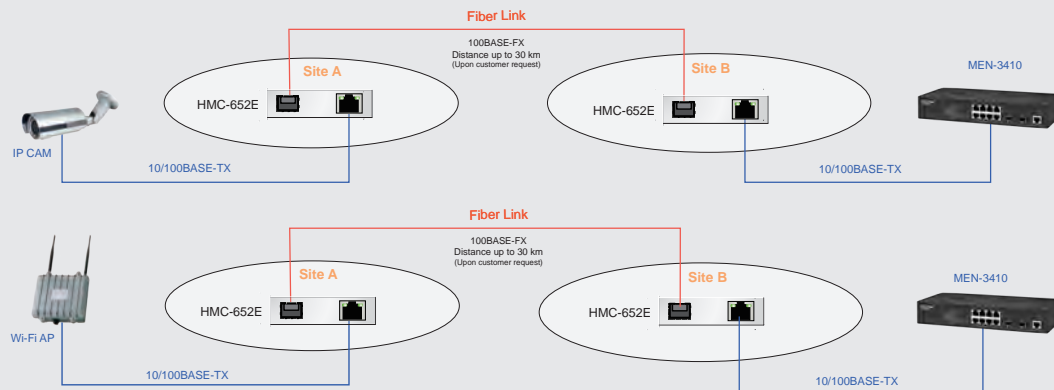 Fiber Link
100BASE-FX
Distance up to 30 km
(Upon customer request)
Site A
Site B
MEN-3410
HMC-652E
HMC-652E
IP CAM
10/100BASE-TX
10/100BASE-TX
Fiber Link
100BASE-FX
Distance up to 30 km
(Upon customer request)
Site A
Site B
MEN-3410
HMC-652E
HMC-652E
Wi-Fi AP
10/100BASE-TX
10/100BASE-TX